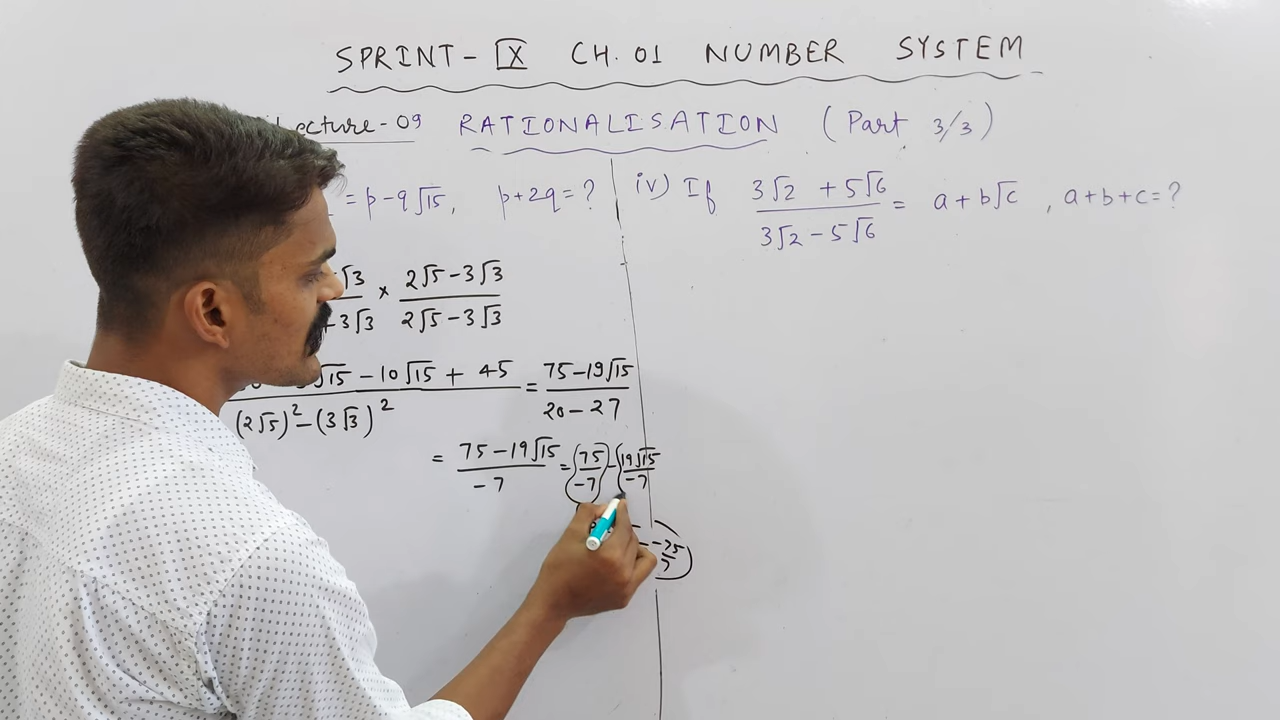 SPRINT - IX CH. 01 NUMBER SYSTEM
Lecture - 09 RATIONALISATION (Part 3/3)
= p - q√15, p + 2q = ?
iv) If (3√2 + 5√6)/(3√2 - 5√6) = a + b√c, a + b + c = ?
√3 × (2√5 - 3√3)/(2√5 - 3√3)
3√3
√15 - 10√15 + 45 = (75 - 19√15)/(20 - 27)
(2√5)² - (3√3)²
= (75 - 19√15)/-7 = (75/-7) - (19√15/-7)
= -75/7